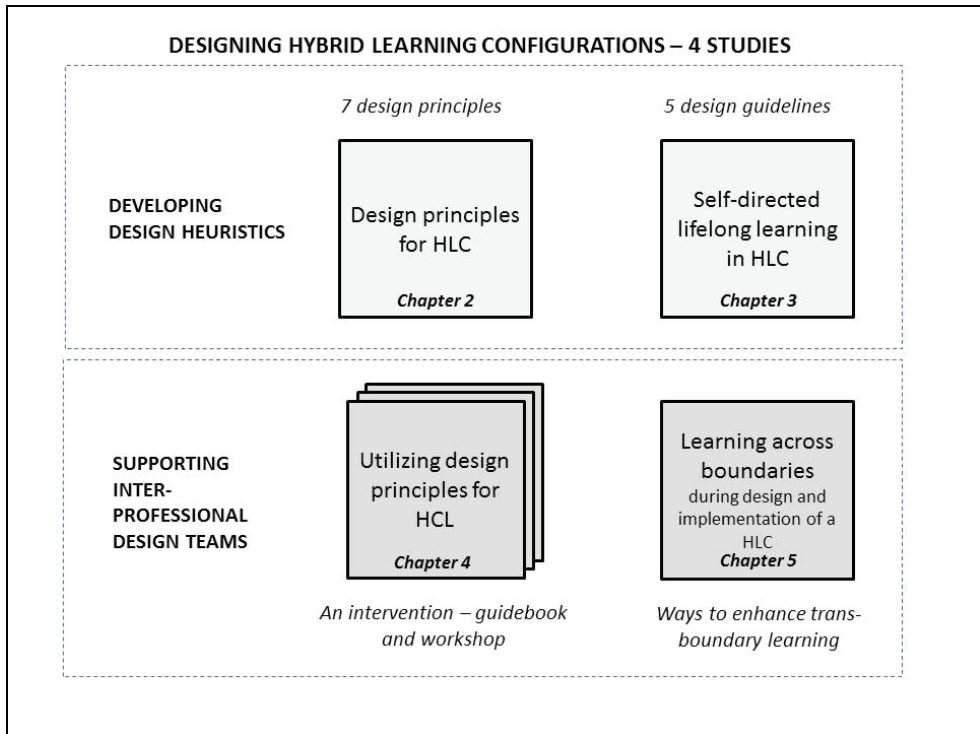 DESIGNING HYBRID LEARNING CONFIGURATIONS – 4 STUDIES
7 design principles
5 design guidelines
DEVELOPING
DESIGN HEURISTICS
Design principles
for HLC
Chapter 2
Self-directed
lifelong learning
in HLC
Chapter 3
SUPPORTING
INTER-
PROFESSIONAL
DESIGN TEAMS
Utilizing design
principles for
HCL
Chapter 4
Learning across
boundaries
during design and
implementation of a
HLC
Chapter 5
An intervention – guidebook
and workshop
Ways to enhance trans-
boundary learning